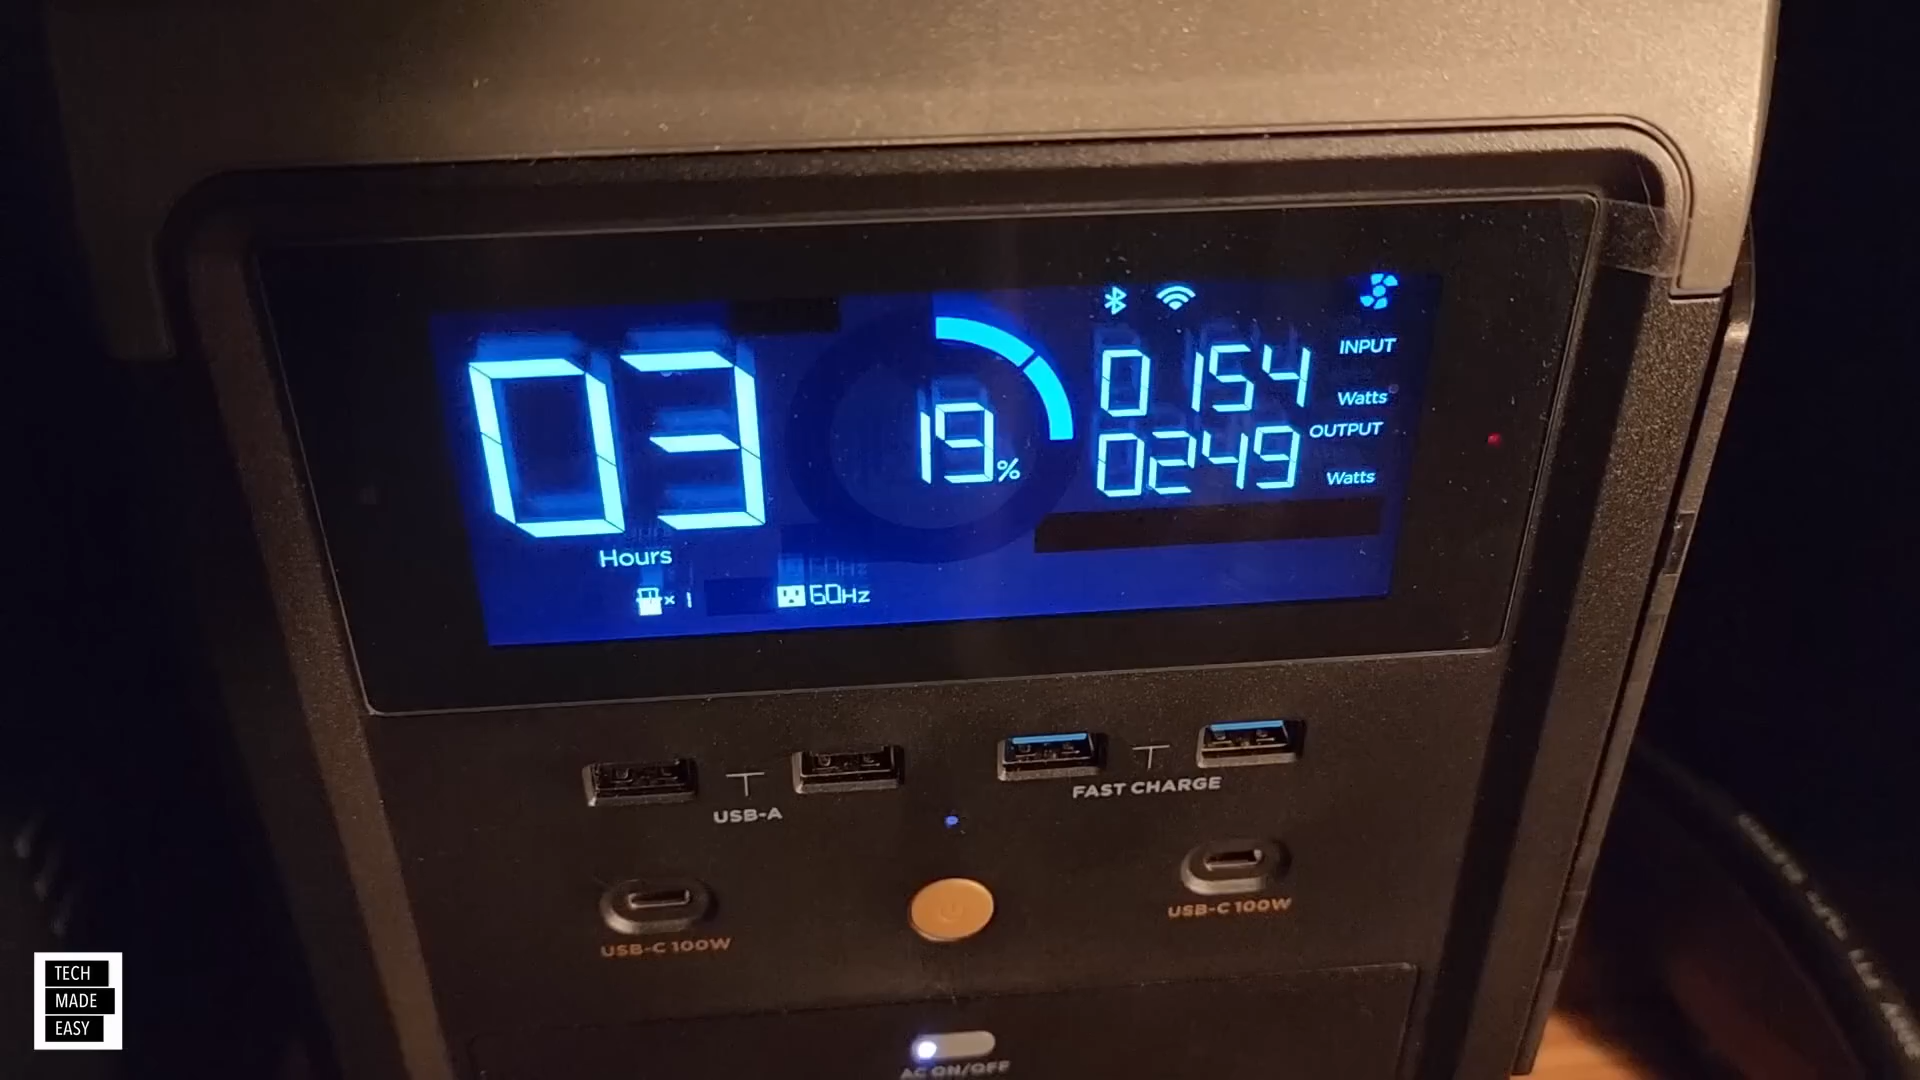 03
Hours
x 1
60Hz
19%
0154
INPUT
Watts
0249
OUTPUT
Watts
USB-A
FAST CHARGE
USB-C 100W
USB-C 100W
AC ON/OFF
TECH
MADE
EASY